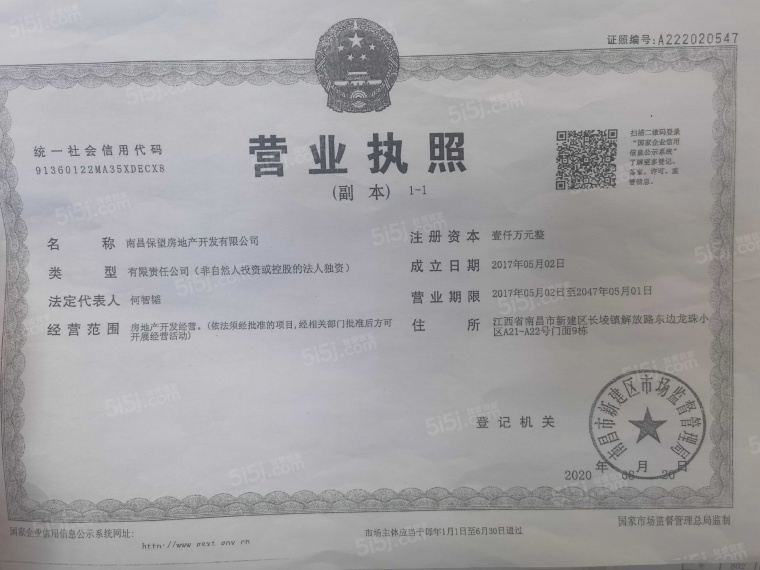 证照编号:A222020547
统一社会信用代码
91360122MA35XDECX8
营业执照
(副 本) 1-1
扫描二维码登录
“国家企业信用
信息公示系统”
了解更多登记、
备案、许可、监
管信息。
名 称 南昌保望房地产开发有限公司
类 型 有限责任公司(非自然人投资或控股的法人独资)
法定代表人 何智韬
经营范围 房地产开发经营。(依法须经批准的项目,经相关部门批准后方可
开展经营活动)
注册资本 壹仟万元整
成立日期 2017年05月02日
营业期限 2017年05月02日至2047年05月01日
住 所 江西省南昌市新建区长堎镇解放路东边龙珠小
区A21-A22号门面9栋
登记机关
南昌市新建区市场监督管理局
2020 年 08 月 20 日
国家企业信用信息公示系统网址:
http://www.gsxt.gov.cn
市场主体应当于每年1月1日至6月30日通过
国家市场监督管理总局监制
5i5j.com